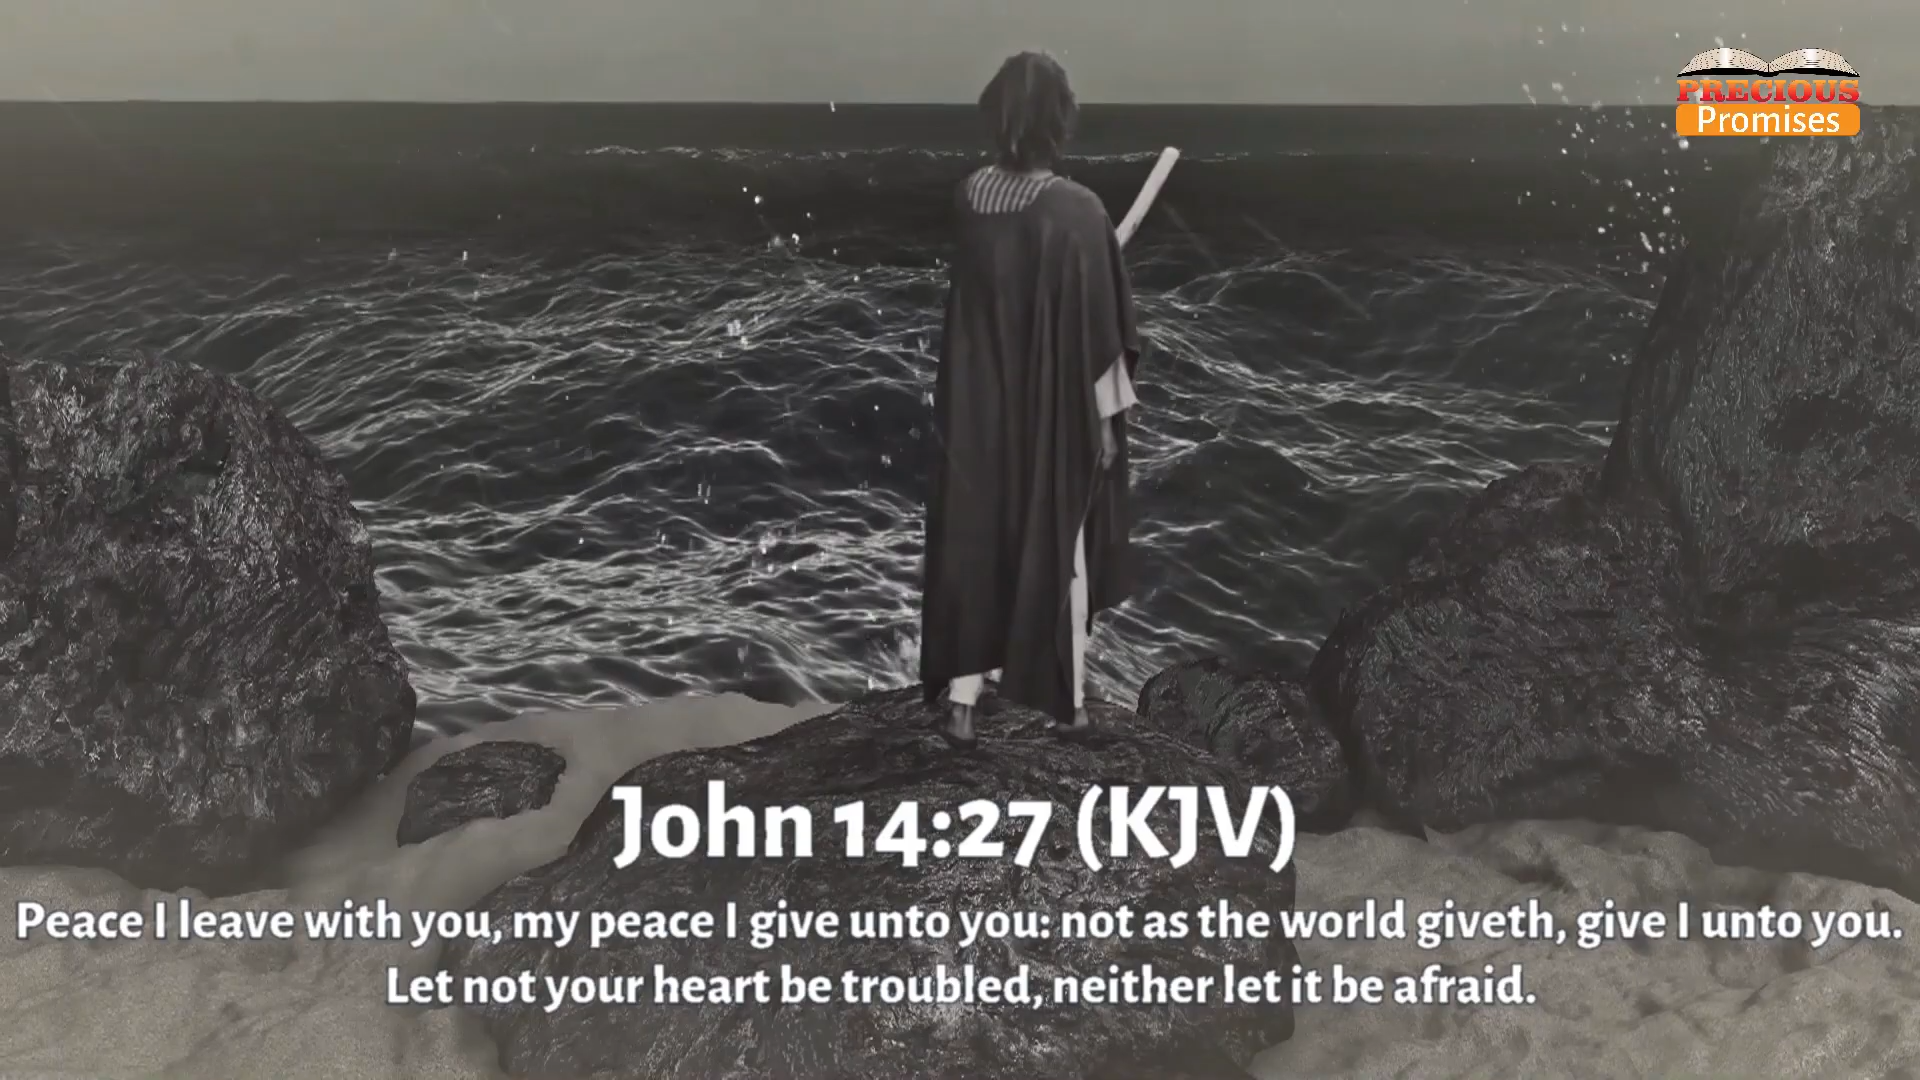 PRECIOUS
Promises
John 14:27 (KJV)
Peace I leave with you, my peace I give unto you: not as the world giveth, give I unto you.
Let not your heart be troubled, neither let it be afraid.